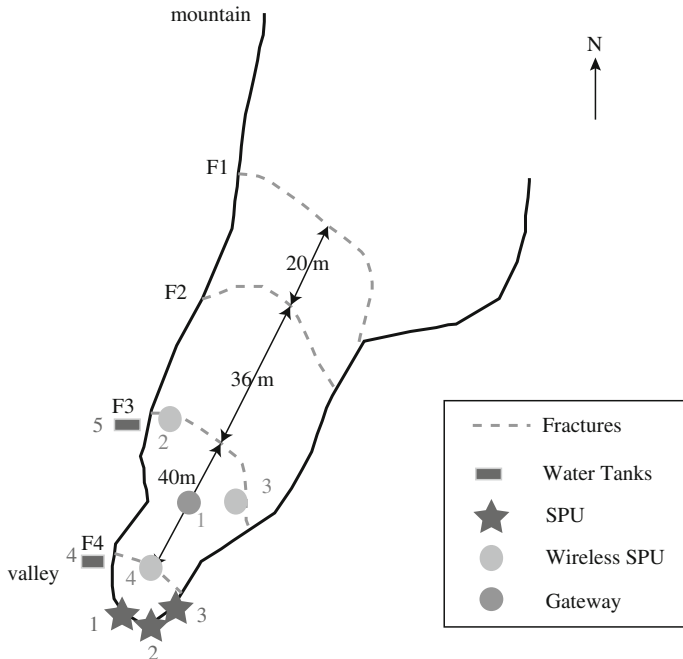 mountain
N
F1
20 m
F2
36 m
F3
5
2
40m
3
1
F4
4
4
valley
1
3
2
Fractures
Water Tanks
SPU
Wireless SPU
Gateway